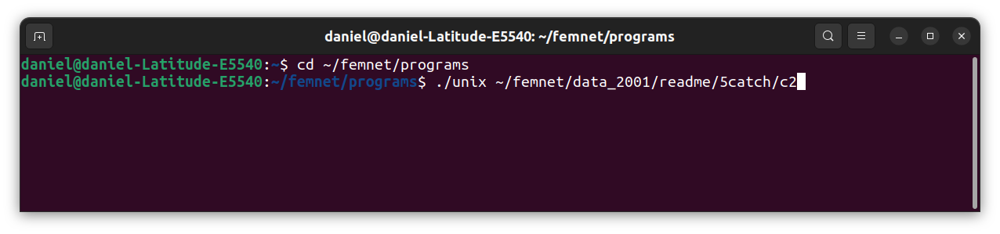 daniel@daniel-Latitude-E5540: ~/femnet/programs
daniel@daniel-Latitude-E5540:~$ cd ~/femnet/programs
daniel@daniel-Latitude-E5540:~/femnet/programs$ ./unix ~/femnet/data_2001/readme/5catch/c2